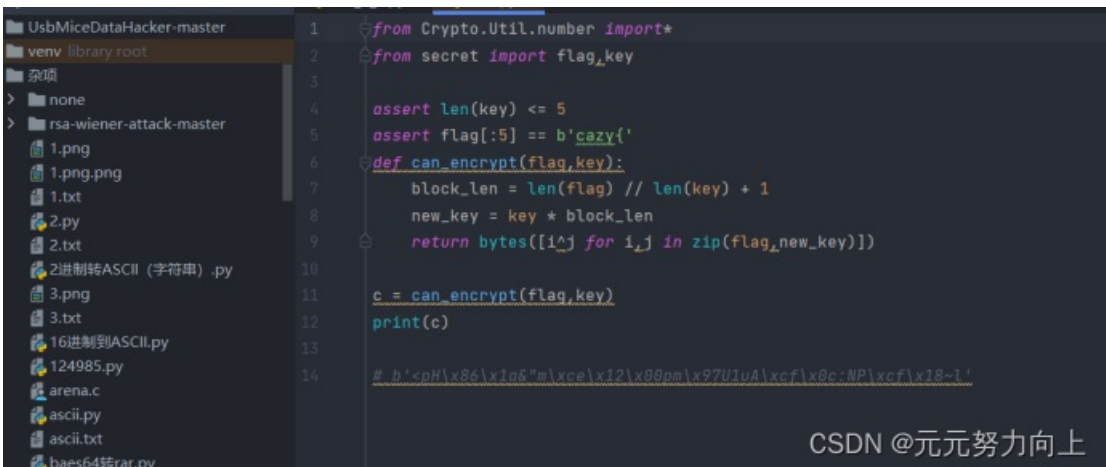 UsbMiceDataHacker-master
venv library root
杂项
none
rsa-wiener-attack-master
1.png
1.png.png
1.txt
2.py
2.txt
2进制转ASCII（字符串）.py
3.png
3.txt
16进制到ASCII.py
124985.py
arena.c
ascii.py
ascii.txt
baes64转rar.py
1 from Crypto.Util.number import*
2 from secret import flag,key
3
4 assert len(key) <= 5
5 assert flag[:5] == b'cazy{'
6 def can_encrypt(flag,key):
7 block_len = len(flag) // len(key) + 1
8 new_key = key * block_len
9 return bytes([i^j for i,j in zip(flag,new_key)])
10
11 c = can_encrypt(flag,key)
12 print(c)
13
14 # b'<pH\x86\x1a&"m\xce\x12\x00pm\x97U1uA\xcf\x0c:NP\xcf\x18~l'
CSDN @元元努力向上